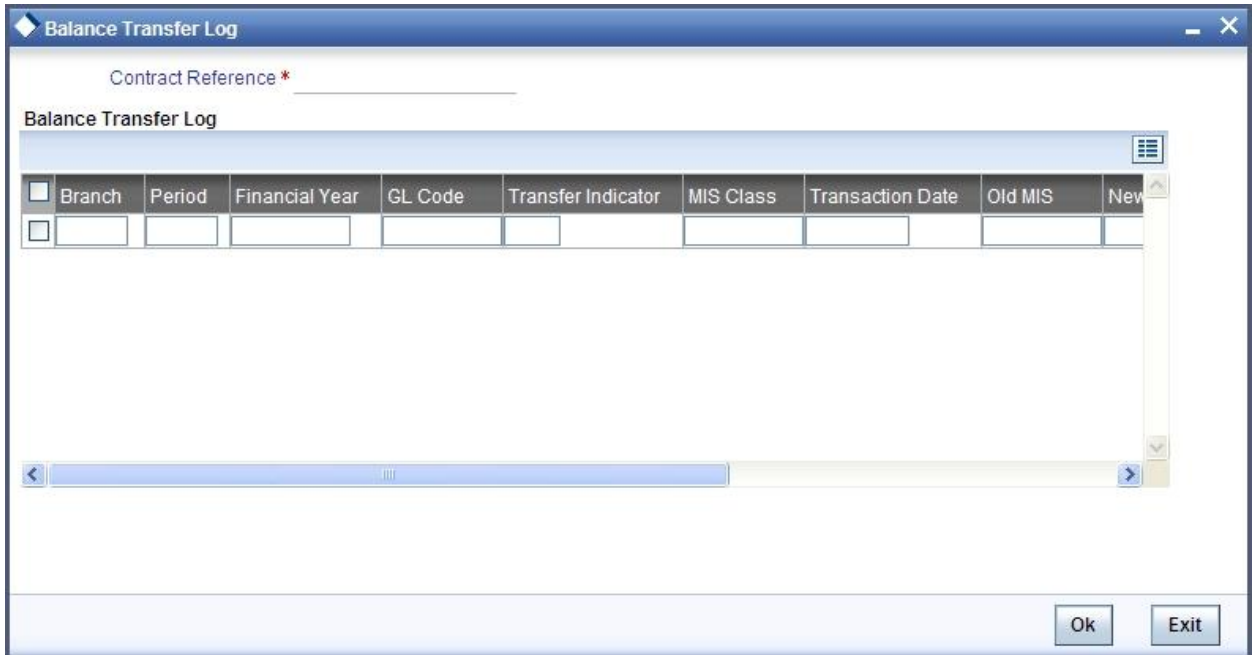 Balance Transfer Log
Contract Reference *
Balance Transfer Log
Branch Period Financial Year GL Code Transfer Indicator MIS Class Transaction Date Old MIS New
Ok Exit